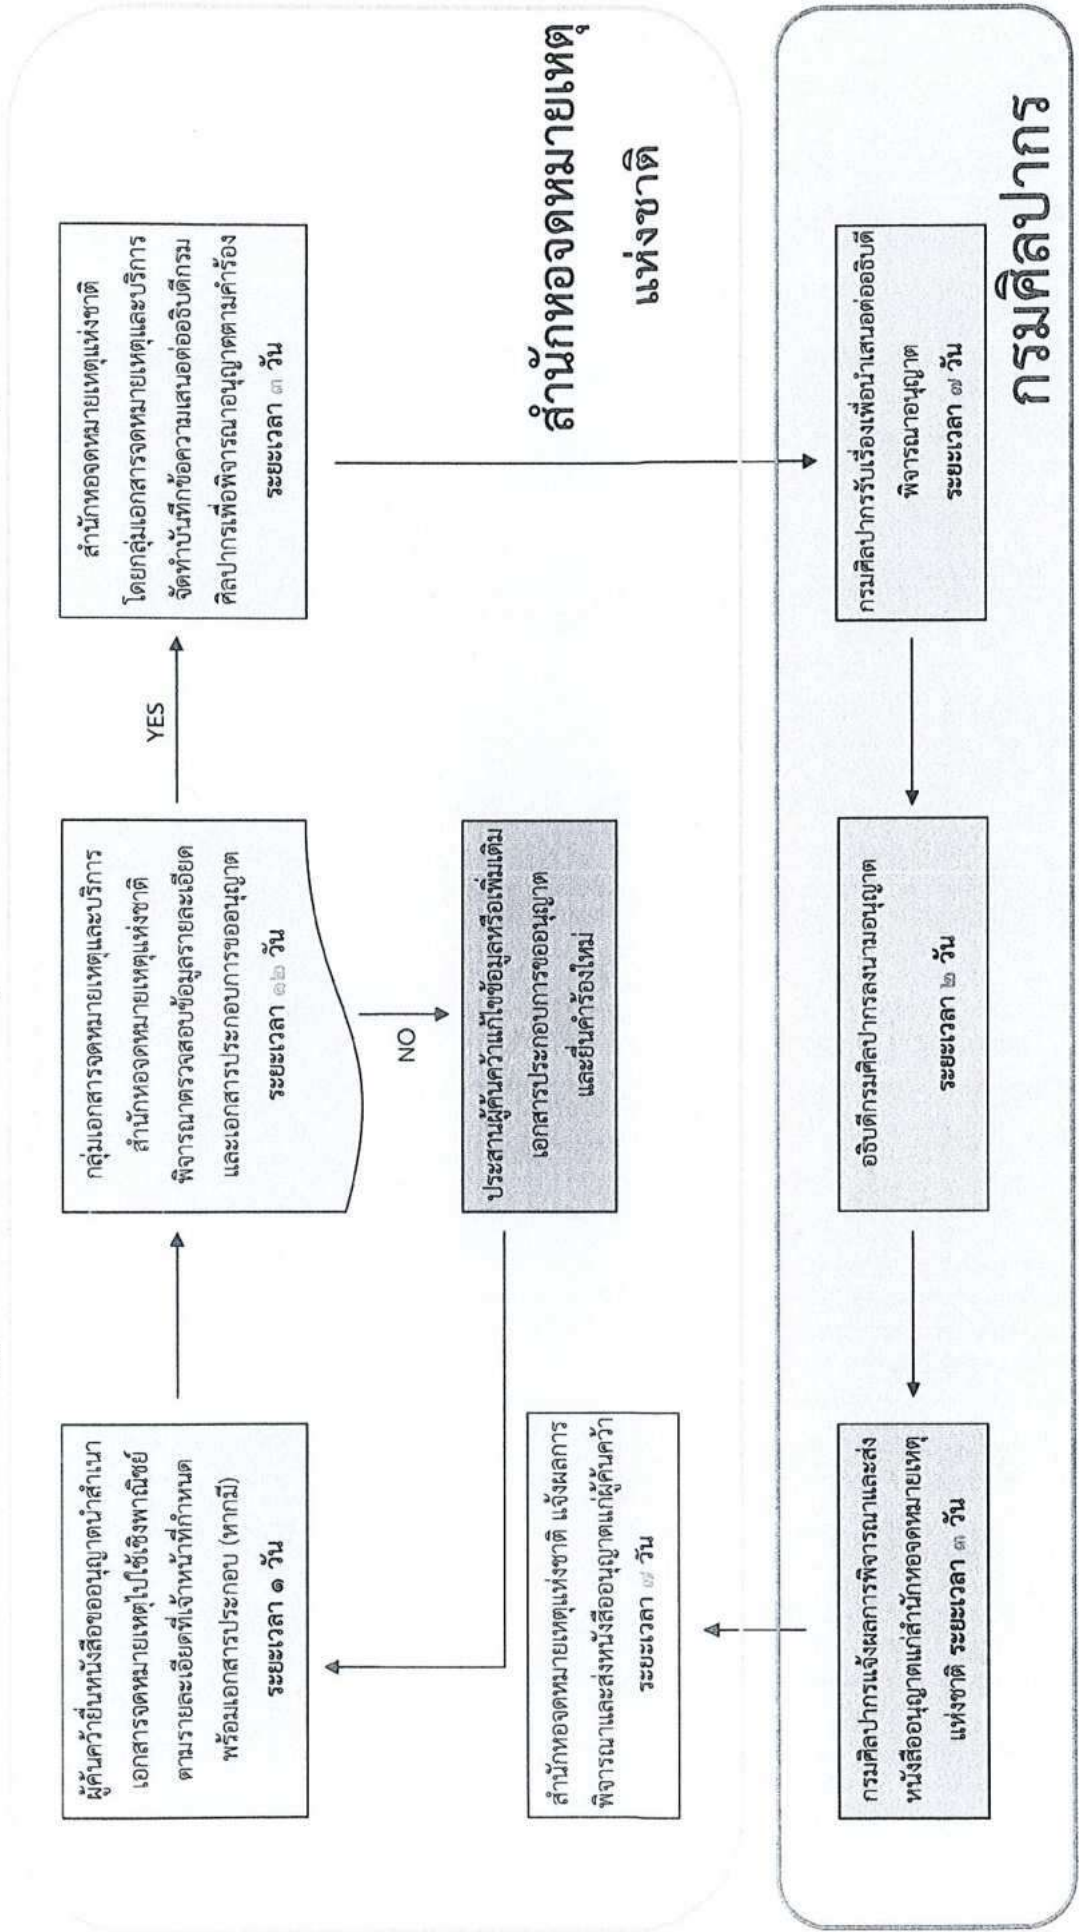 ผู้ค้นคว้ายื่นหนังสือขออนุญาตนำสำเนา
เอกสารจดหมายเหตุไปใช้เชิงพาณิชย์
ตามรายละเอียดที่เจ้าหน้าที่กำหนด
พร้อมเอกสารประกอบ (หากมี)
ระยะเวลา ๑ วัน
กลุ่มเอกสารจดหมายเหตุและบริการ
สำนักหอจดหมายเหตุแห่งชาติ
พิจารณาตรวจสอบข้อมูลรายละเอียด
และเอกสารประกอบการขออนุญาต
ระยะเวลา ๑๒ วัน
YES
สำนักหอจดหมายเหตุแห่งชาติ
โดยกลุ่มเอกสารจดหมายเหตุและบริการ
จัดทำบันทึกข้อความเสนอต่ออธิบดีกรม
ศิลปากรเพื่อพิจารณาอนุญาตตามคำร้อง
ระยะเวลา ๓ วัน
NO
ประสานผู้ค้นคว้าแก้ไขข้อมูลหรือเพิ่มเติม
เอกสารประกอบการขออนุญาต
และยื่นคำร้องใหม่
สำนักหอจดหมายเหตุแห่งชาติ แจ้งผลการ
พิจารณาและส่งหนังสืออนุญาตแก่ผู้ค้นคว้า
ระยะเวลา ๗ วัน
สำนักหอจดหมายเหตุ
แห่งชาติ
กรมศิลปากรแจ้งผลการพิจารณาและส่ง
หนังสืออนุญาตแก่สำนักหอจดหมายเหตุ
แห่งชาติ ระยะเวลา ๓ วัน
อธิบดีกรมศิลปากรลงนามอนุญาต
ระยะเวลา ๒ วัน
กรมศิลปากรรับเรื่องเพื่อนำเสนอต่ออธิบดี
พิจารณาอนุญาต
ระยะเวลา ๗ วัน
กรมศิลปากร